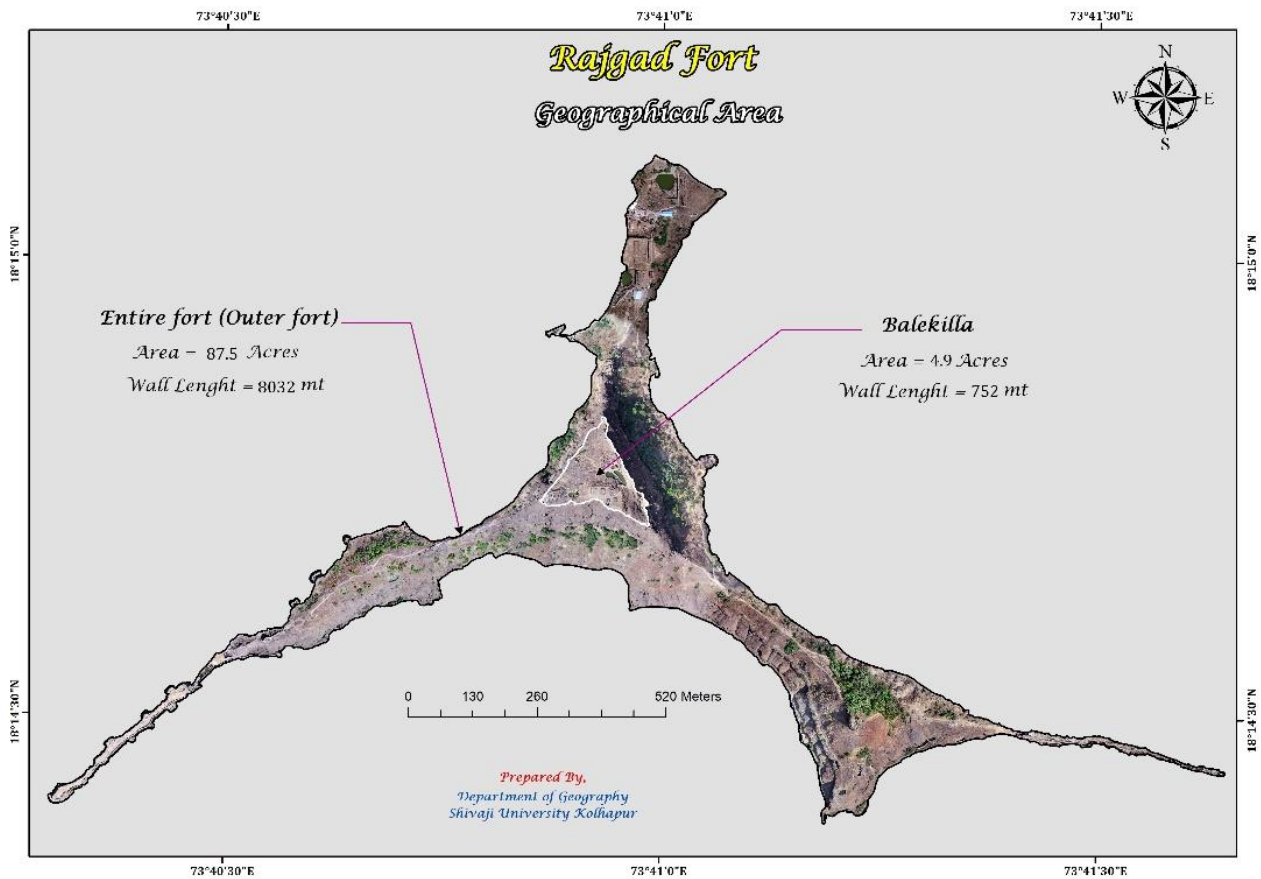 73°40'30"E
73°41'0"E
73°41'30"E
Rajgad Fort
Geographical Area
N
W
E
S
18°15'0"N
18°15'0"N
Entire fort (Outer fort)
Area - 87.5 Acres
Wall Lenght = 8032 mt
Balekilla
Area = 4.9 Acres
Wall Lenght = 752 mt
0 130 260 520 Meters
18°14'30"N
18°14'30"N
Prepared By,
Department of Geography
Shivaji University Kolhapur
73°40'30"E
73°41'0"E
73°41'30"E